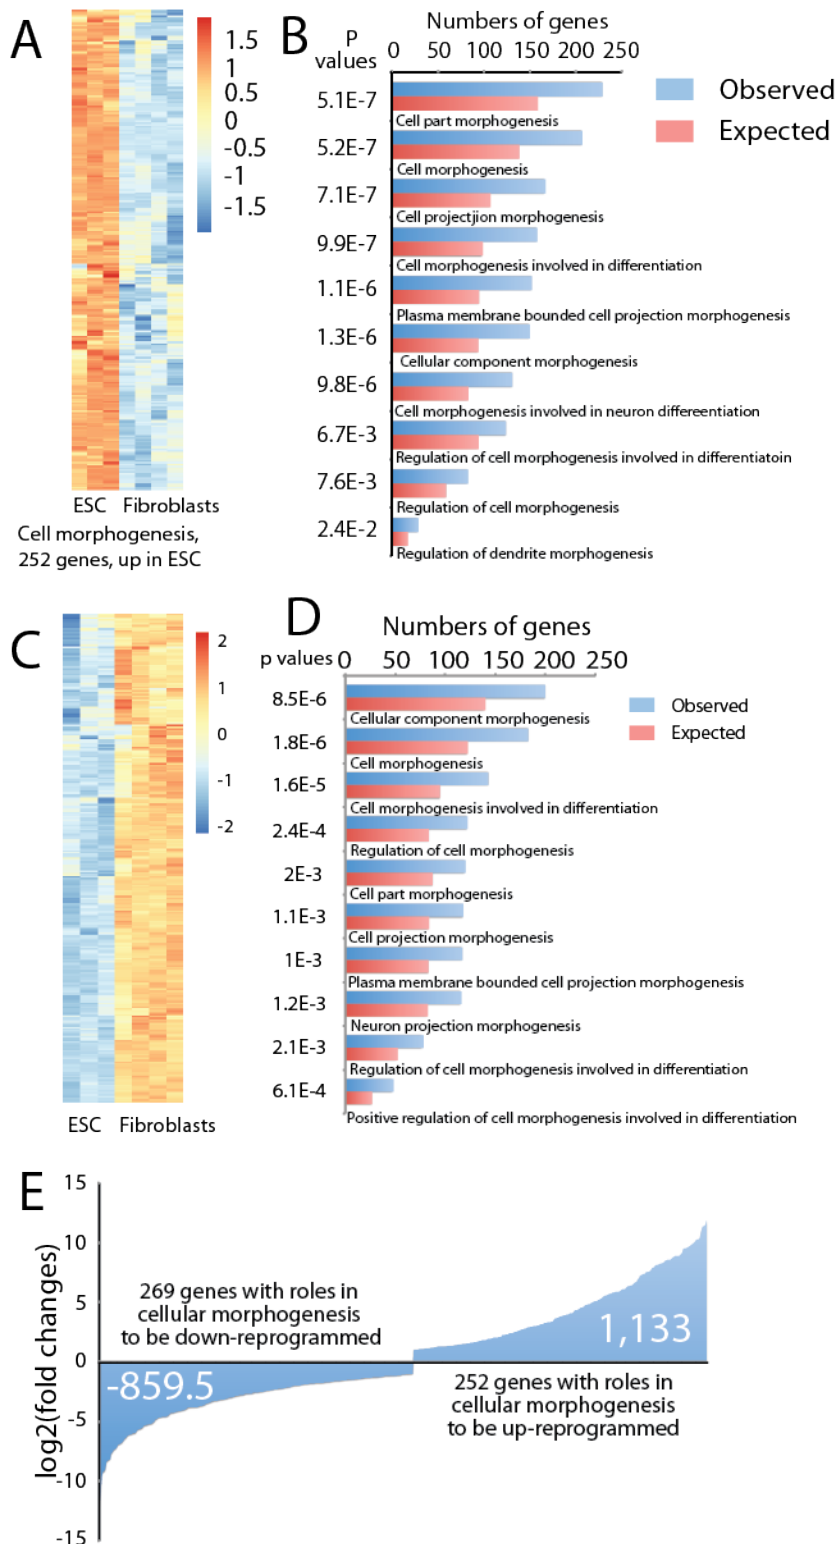 A
1.5
1
0.5
0
-0.5
-1
-1.5
ESC Fibroblasts
Cell morphogenesis,
252 genes, up in ESC
B
P
values
Numbers of genes
0 50 100 150 200 250
Observed
Expected
5.1E-7
Cell part morphogenesis
5.2E-7
Cell morphogenesis
7.1E-7
Cell projectjion morphogenesis
9.9E-7
Cell morphogenesis involved in differentiation
1.1E-6
Plasma membrane bounded cell projection morphogenesis
1.3E-6
Cellular component morphogenesis
9.8E-6
Cell morphogenesis involved in neuron differeentiation
6.7E-3
Regulation of cell morphogenesis involved in differentiatoin
7.6E-3
Regulation of cell morphogenesis
2.4E-2
Regulation of dendrite morphogenesis
C
2
1
0
-1
-2
ESC Fibroblasts
D
Numbers of genes
p values 0 50 100 150 200 250
Observed
Expected
8.5E-6
Cellular component morphogenesis
1.8E-6
Cell morphogenesis
1.6E-5
Cell morphogenesis involved in differentiation
2.4E-4
Regulation of cell morphogenesis
2E-3
Cell part morphogenesis
1.1E-3
Cell projection morphogenesis
1E-3
Plasma membrane bounded cell projection morphogenesis
1.2E-3
Neuron projection morphogenesis
2.1E-3
Regulation of cell morphogenesis involved in differentiation
6.1E-4
Positive regulation of cell morphogenesis involved in differentiation
E
log2(fold changes)
15
10
5
0
-5
-10
-15
269 genes with roles in
cellular morphogenesis
to be down-reprogrammed
1,133
-859.5
252 genes with roles in
cellular morphogenesis
to be up-reprogrammed